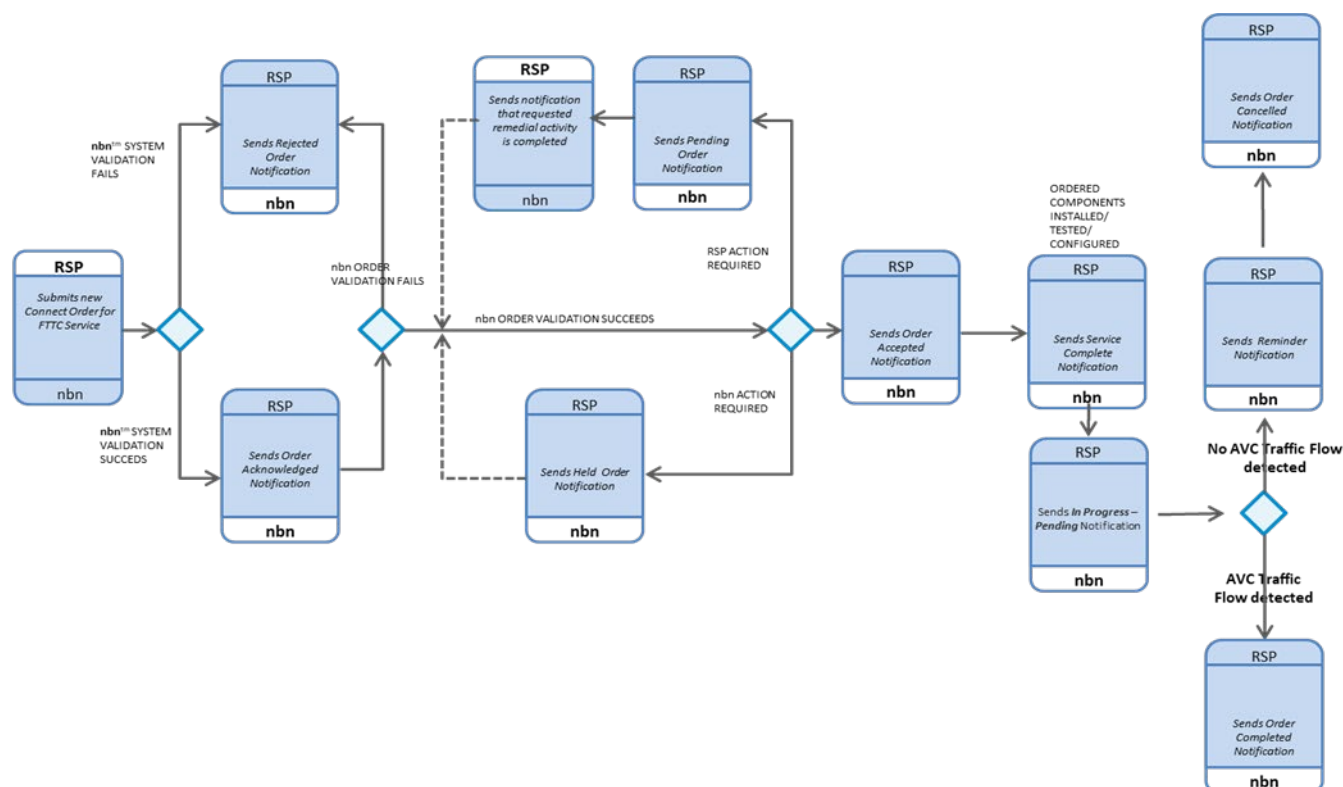 RSP
Sends Order
Cancelled
Notification
nbn
RSP
Sends Rejected
Order
Notification
nbn
RSP
Sends notification
that requested
remedial activity
is completed
nbn
RSP
Sends Pending
Order
Notification
nbn
nbn™ SYSTEM
VALIDATION
FAILS
ORDERED
COMPONENTS
INSTALLED/
TESTED/
CONFIGURED
RSP
Submits new
Connect Order for
FTTC Service
nbn
nbn ORDER
VALIDATION FAILS
RSP ACTION
REQUIRED
nbn ORDER VALIDATION SUCCEEDS
RSP
Sends Order
Accepted
Notification
nbn
RSP
Sends Service
Complete
Notification
nbn
RSP
Sends Reminder
Notification
nbn
nbn™ SYSTEM
VALIDATION
SUCCEDS
RSP
Sends Order
Acknowledged
Notification
nbn
RSP
Sends Held Order
Notification
nbn
nbn ACTION
REQUIRED
RSP
Sends In Progress –
Pending Notification
nbn
No AVC Traffic Flow
detected
AVC Traffic
Flow detected
RSP
Sends Order
Completed
Notification
nbn